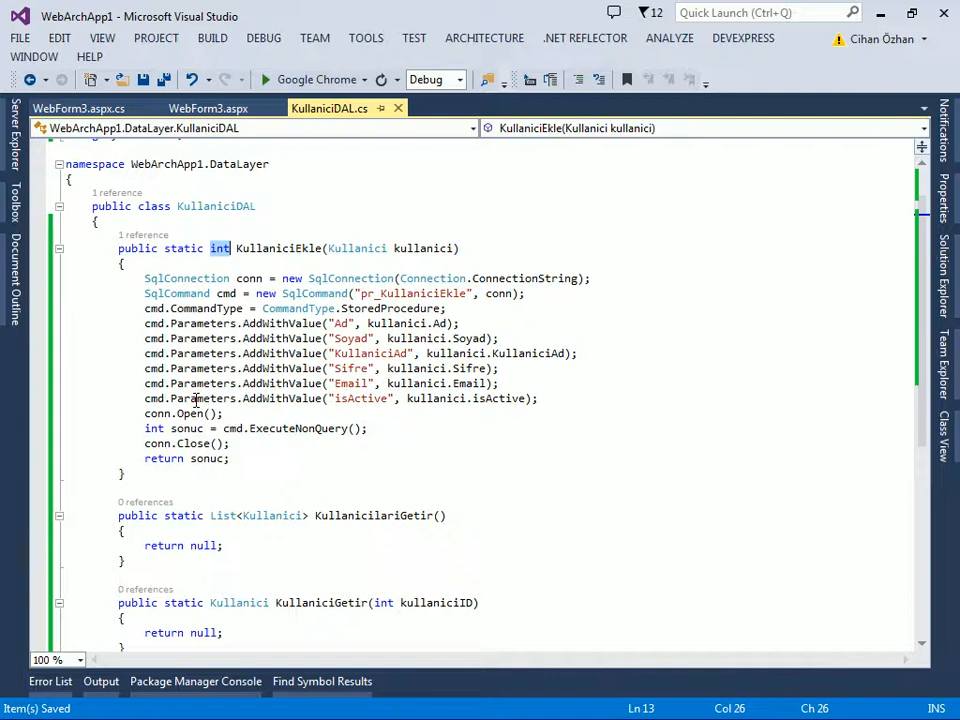 WebArchApp1 - Microsoft Visual Studio
12
Quick Launch (Ctrl+Q)
FILE EDIT VIEW PROJECT BUILD DEBUG TEAM TOOLS TEST ARCHITECTURE .NET REFLECTOR ANALYZE DEVEXPRESS
Cihan Özhan
WINDOW HELP
Google Chrome
Debug
WebForm3.aspx.cs
WebForm3.aspx
KullaniciDAL.cs
WebArchApp1.DataLayer.KullaniciDAL
KullaniciEkle(Kullanici kullanici)
Server Explorer
Toolbox
Document Outline
Notifications
Properties
Solution Explorer
Team Explorer
Class View
namespace WebArchApp1.DataLayer
{
1 reference
public class KullaniciDAL
{
1 reference
public static int KullaniciEkle(Kullanici kullanici)
{
SqlConnection conn = new SqlConnection(Connection.ConnectionString);
SqlCommand cmd = new SqlCommand("pr_KullaniciEkle", conn);
cmd.CommandType = CommandType.StoredProcedure;
cmd.Parameters.AddWithValue("Ad", kullanici.Ad);
cmd.Parameters.AddWithValue("Soyad", kullanici.Soyad);
cmd.Parameters.AddWithValue("KullaniciAd", kullanici.KullaniciAd);
cmd.Parameters.AddWithValue("Sifre", kullanici.Sifre);
cmd.Parameters.AddWithValue("Email", kullanici.Email);
cmd.Parameters.AddWithValue("isActive", kullanici.isActive);
conn.Open();
int sonuc = cmd.ExecuteNonQuery();
conn.Close();
return sonuc;
}
0 references
public static List<Kullanici> KullanicilariGetir()
{
return null;
}
0 references
public static Kullanici KullaniciGetir(int kullaniciID)
{
return null;
}
100 %
Error List Output Package Manager Console Find Symbol Results
Item(s) Saved
Ln 13
Col 26
Ch 26
INS